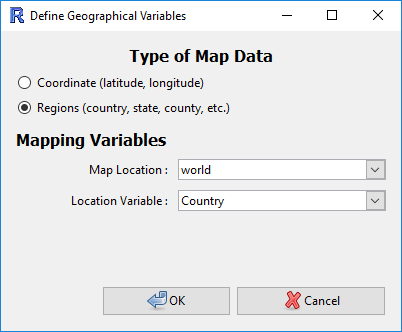 Define Geographical Variables
Type of Map Data
Coordinate (latitude, longitude)
Regions (country, state, county, etc.)
Mapping Variables
Map Location :
world
Location Variable :
Country
OK
Cancel